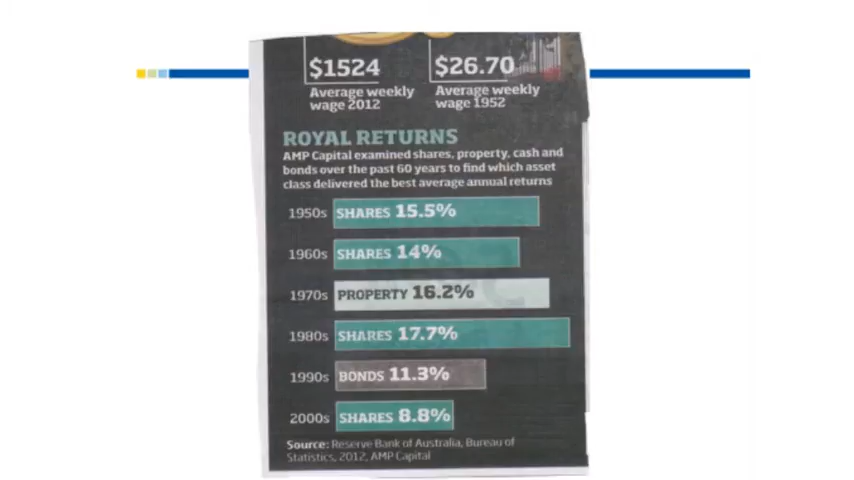 $1524
Average weekly
wage 2012
$26.70
Average weekly
wage 1952
ROYAL RETURNS
AMP Capital examined shares, property, cash and
bonds over the past 60 years to find which asset
class delivered the best average annual returns
1950s SHARES 15.5%
1960s SHARES 14%
1970s PROPERTY 16.2%
1980s SHARES 17.7%
1990s BONDS 11.3%
2000s SHARES 8.8%
Source: Reserve Bank of Australia, Bureau of
Statistics, 2012, AMP Capital